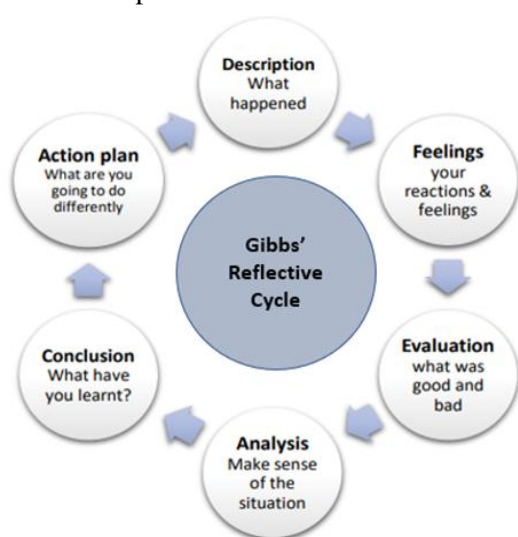 Description
What
happened
Feelings
your
reactions &
feelings
Evaluation
what was
good and
bad
Analysis
Make sense
of the
situation
Conclusion
What have
you learnt?
Action plan
What are you
going to do
differently
Gibbs’
Reflective
Cycle